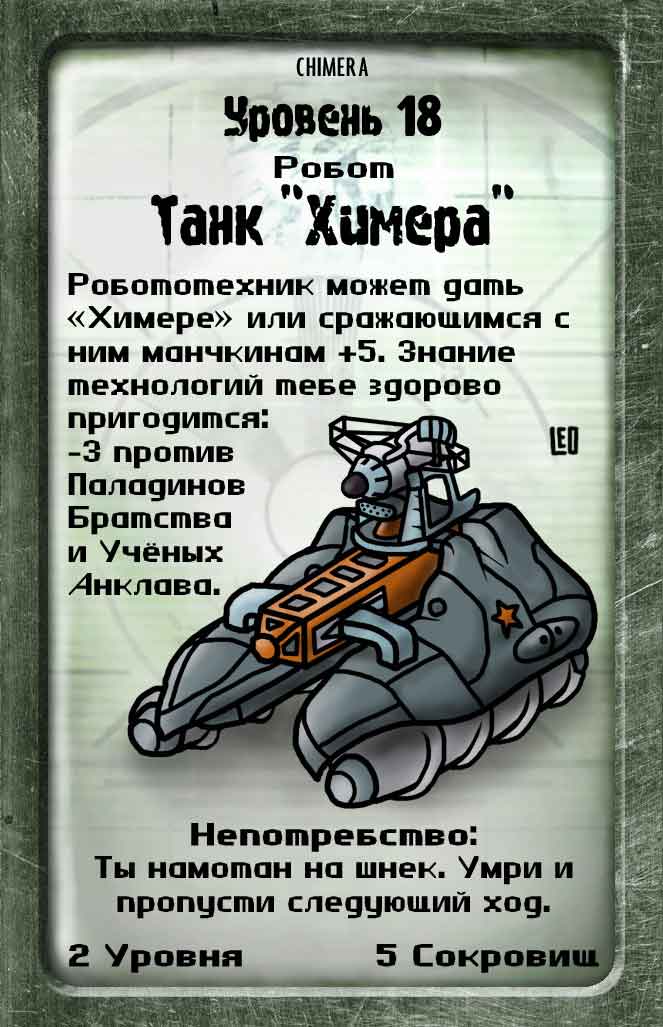 CHIMERA
Уровень 18
Робот
Танк "Химера"
Робототехник может дать
«Химере» или сражающимся с
ним манчкинам +5. Знание
технологий тебе здорово
пригодится:
-3 против
Паладинов
Братства
и Учёных
Анклава.
LEO
Непотребство:
Ты намотан на шнек. Умри и
пропусти следующий ход.
2 Уровня
5 Сокровищ